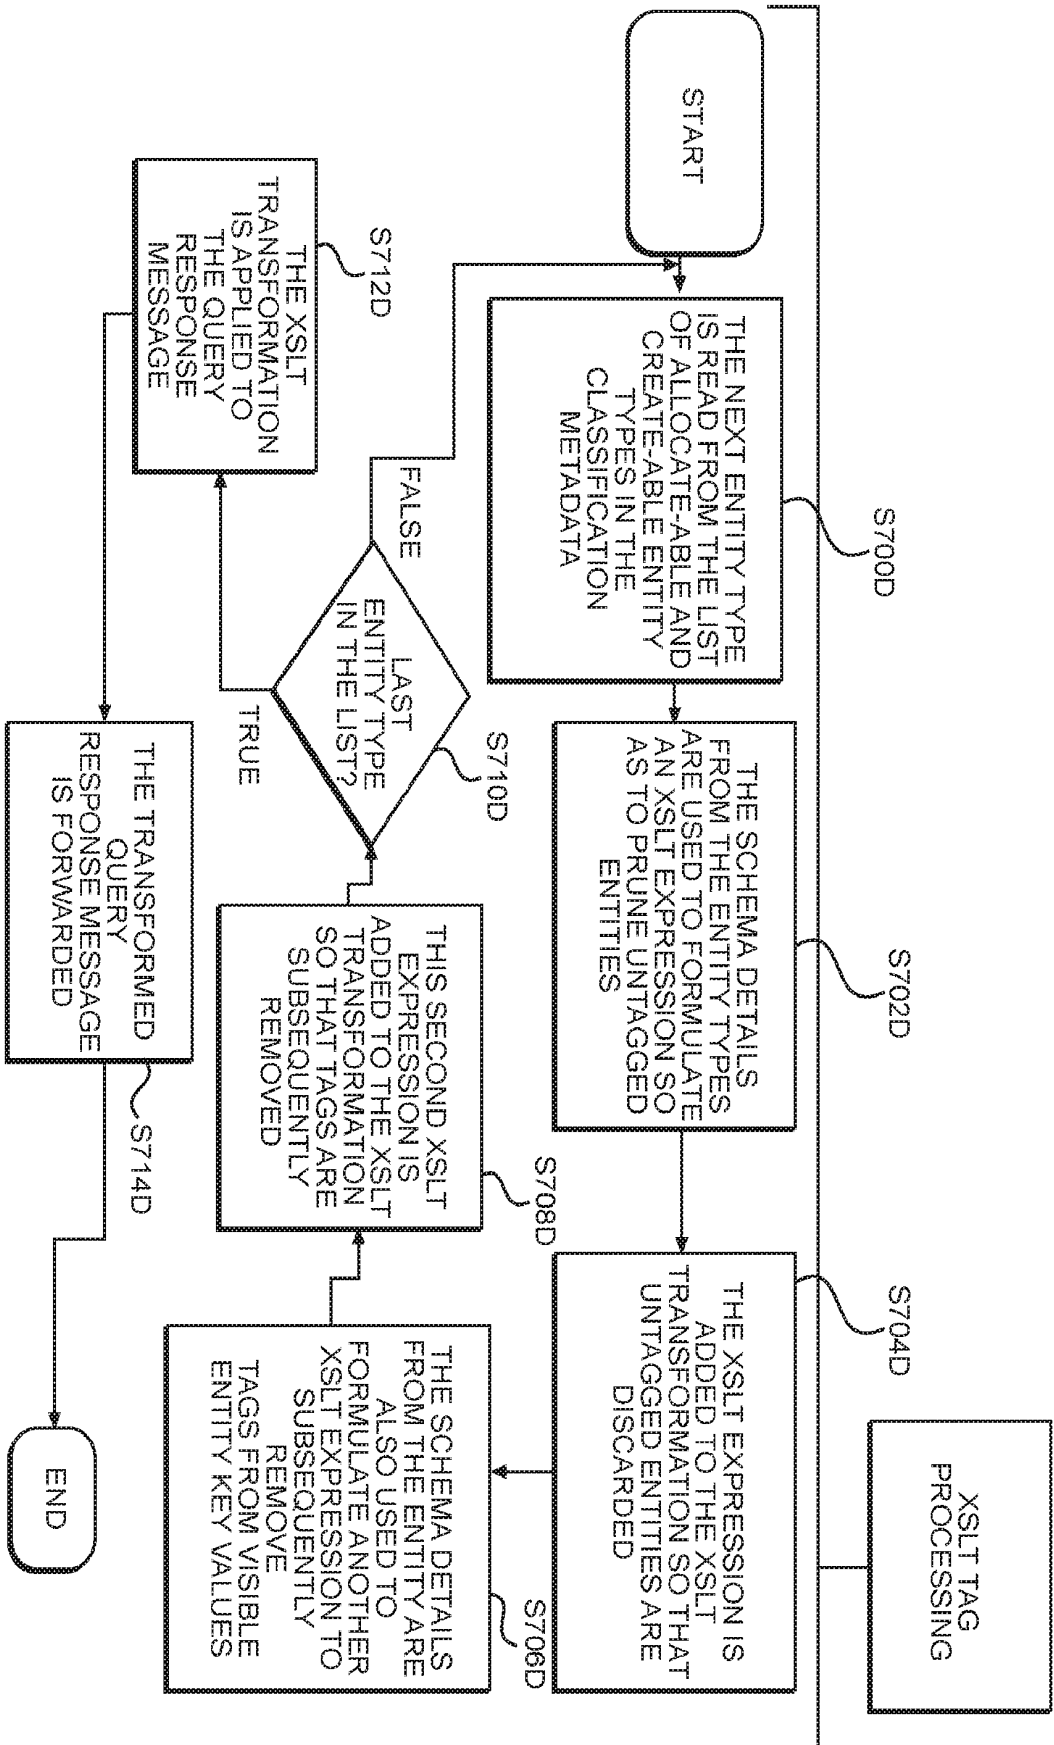 XSLT TAG
PROCESSING
START
S700D
THE NEXT ENTITY TYPE
IS READ FROM THE LIST
OF ALLOCATE-ABLE AND
CREATE-ABLE ENTITY
TYPES IN THE
CLASSIFICATION
METADATA
S702D
THE SCHEMA DETAILS
FROM THE ENTITY TYPES
ARE USED TO FORMULATE
AN XSLT EXPRESSION SO
AS TO PRUNE UNTAGGED
ENTITIES
S704D
THE XSLT EXPRESSION IS
ADDED TO THE XSLT
TRANSFORMATION SO THAT
UNTAGGED ENTITIES ARE
DISCARDED
S706D
THE SCHEMA DETAILS
FROM THE ENTITY ARE
ALSO USED TO
FORMULATE ANOTHER
XSLT EXPRESSION TO
SUBSEQUENTLY
REMOVE
TAGS FROM VISIBLE
ENTITY KEY VALUES
S708D
THIS SECOND XSLT
EXPRESSION IS
ADDED TO THE XSLT
TRANSFORMATION
SO THAT TAGS ARE
SUBSEQUENTLY
REMOVED
S710D
LAST
ENTITY TYPE
IN THE LIST?
FALSE
TRUE
S712D
THE XSLT
TRANSFORMATION
IS APPLIED TO
THE QUERY
RESPONSE
MESSAGE
THE TRANSFORMED
QUERY
RESPONSE MESSAGE
IS FORWARDED
S714D
END